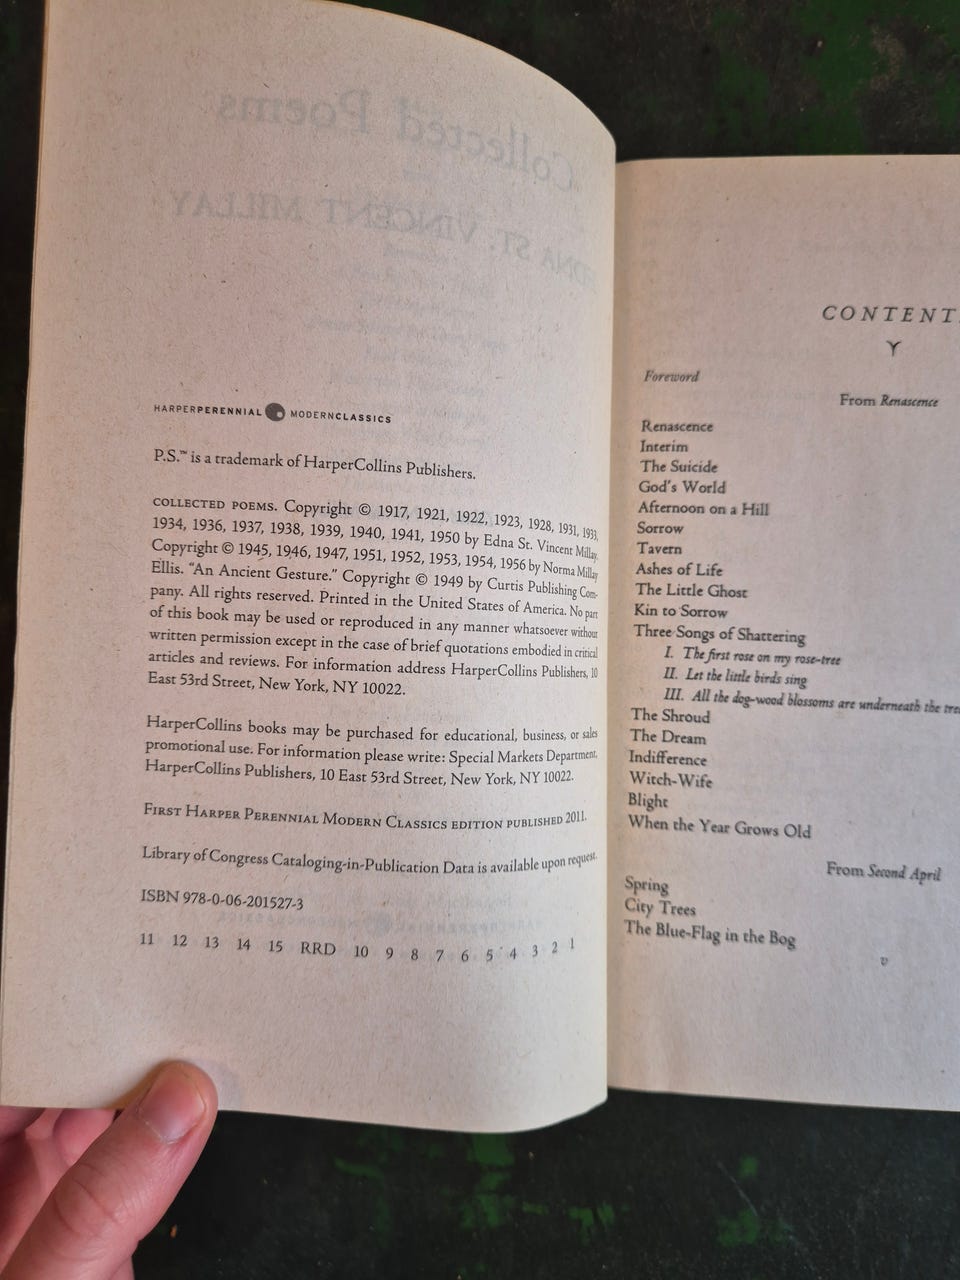 Collected Poems
EDNA ST. VINCENT MILLAY
HARPERPERENNIAL MODERNCLASSICS
P.S.™ is a trademark of HarperCollins Publishers.
COLLECTED POEMS. Copyright © 1917, 1921, 1922, 1923, 1928, 1931, 1933,
1934, 1936, 1937, 1938, 1939, 1940, 1941, 1950 by Edna St. Vincent Millay.
Copyright © 1945, 1946, 1947, 1951, 1952, 1953, 1954, 1956 by Norma Millay
Ellis. “An Ancient Gesture.” Copyright © 1949 by Curtis Publishing Com-
pany. All rights reserved. Printed in the United States of America. No part
of this book may be used or reproduced in any manner whatsoever without
written permission except in the case of brief quotations embodied in critical
articles and reviews. For information address HarperCollins Publishers, 10
East 53rd Street, New York, NY 10022.
HarperCollins books may be purchased for educational, business, or sales
promotional use. For information please write: Special Markets Department,
HarperCollins Publishers, 10 East 53rd Street, New York, NY 10022.
FIRST HARPER PERENNIAL MODERN CLASSICS EDITION PUBLISHED 2011.
Library of Congress Cataloging-in-Publication Data is available upon request.
ISBN 978-0-06-201527-3
11 12 13 14 15 RRD 10 9 8 7 6 5 4 3 2 1
CONTENT
Foreword
From Renascence
Renascence
Interim
The Suicide
God's World
Afternoon on a Hill
Sorrow
Tavern
Ashes of Life
The Little Ghost
Kin to Sorrow
Three Songs of Shattering
I. The first rose on my rose-tree
II. Let the little birds sing
III. All the dog-wood blossoms are underneath the tre
The Shroud
The Dream
Indifference
Witch-Wife
Blight
When the Year Grows Old
From Second April
Spring
City Trees
The Blue-Flag in the Bog
v